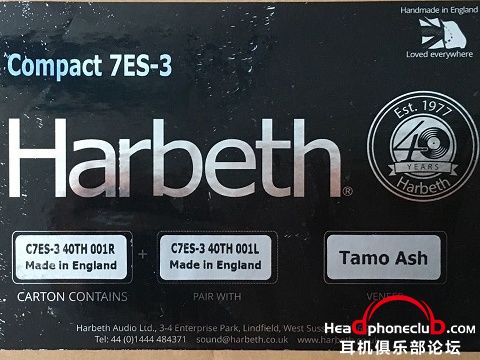 Handmade in England
Loved everywhere
Compact 7ES-3
Harbeth®
Est. 1977
40
YEARS
Harbeth
C7ES-3 40TH 001R
Made in England
+
C7ES-3 40TH 001L
Made in England
Tamo Ash
CARTON CONTAINS
PAIR WITH
VENEER
Harbeth Audio Ltd., 3-4 Enterprise Park, Lindfield, West
Tel: 44 (0)1444 484371 sound@harbeth.co.uk
Headphoneclub.com
耳机俱乐部论坛